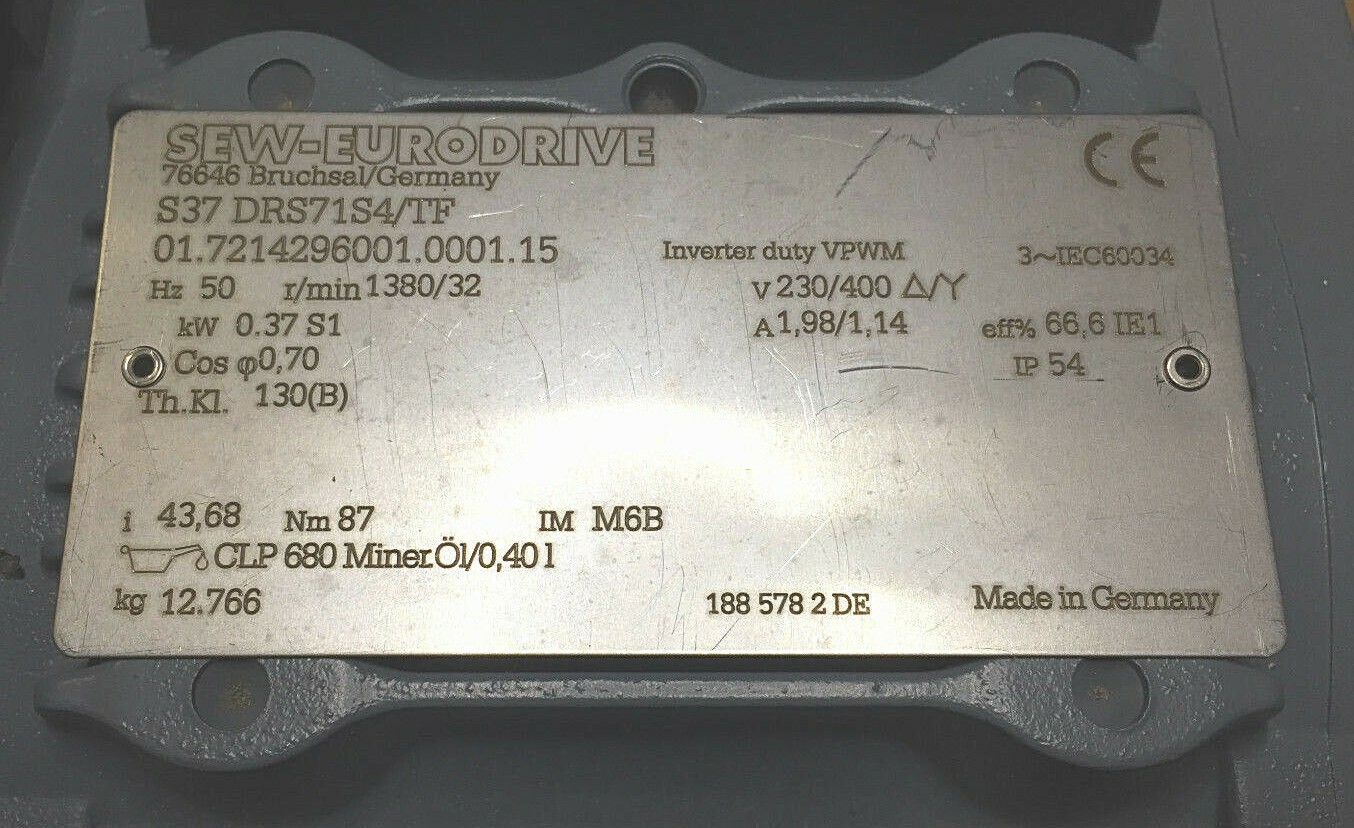 SEW-EURODRIVE
76646 Bruchsal/Germany
S37 DRS71S4/TF
01.7214296001.0001.15 Inverter duty VPWM 3~IEC60034
Hz 50 r/min 1380/32 V 230/400 Δ/Y
kW 0.37 S1 A 1,98/1,14 eff% 66,6 IE1
Cos φ 0,70 IP 54
Th.Kl. 130(B)
i 43,68 Nm 87 IM M6B
CLP 680 Miner.Öl/0,40 l
kg 12.766 188 578 2 DE Made in Germany
CE